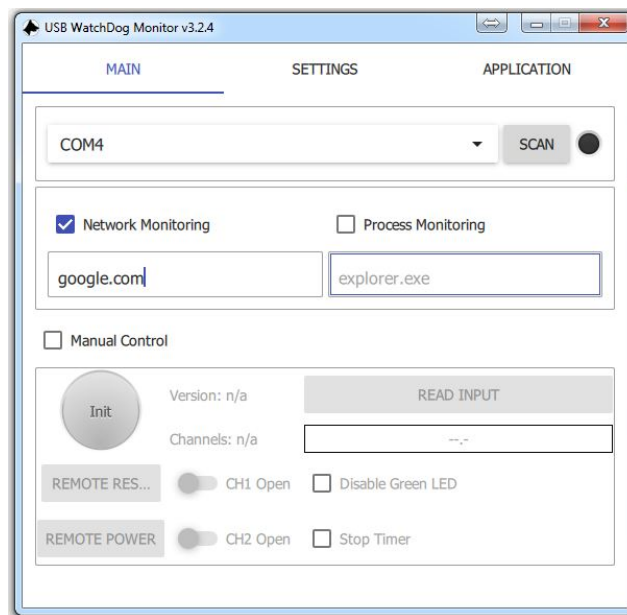 USB WatchDog Monitor v3.2.4
MAIN SETTINGS APPLICATION
COM4 SCAN
Network Monitoring Process Monitoring
google.com explorer.exe
Manual Control
Init Version: n/a READ INPUT
Channels: n/a --.-
REMOTE RES... CH1 Open Disable Green LED
REMOTE POWER CH2 Open Stop Timer